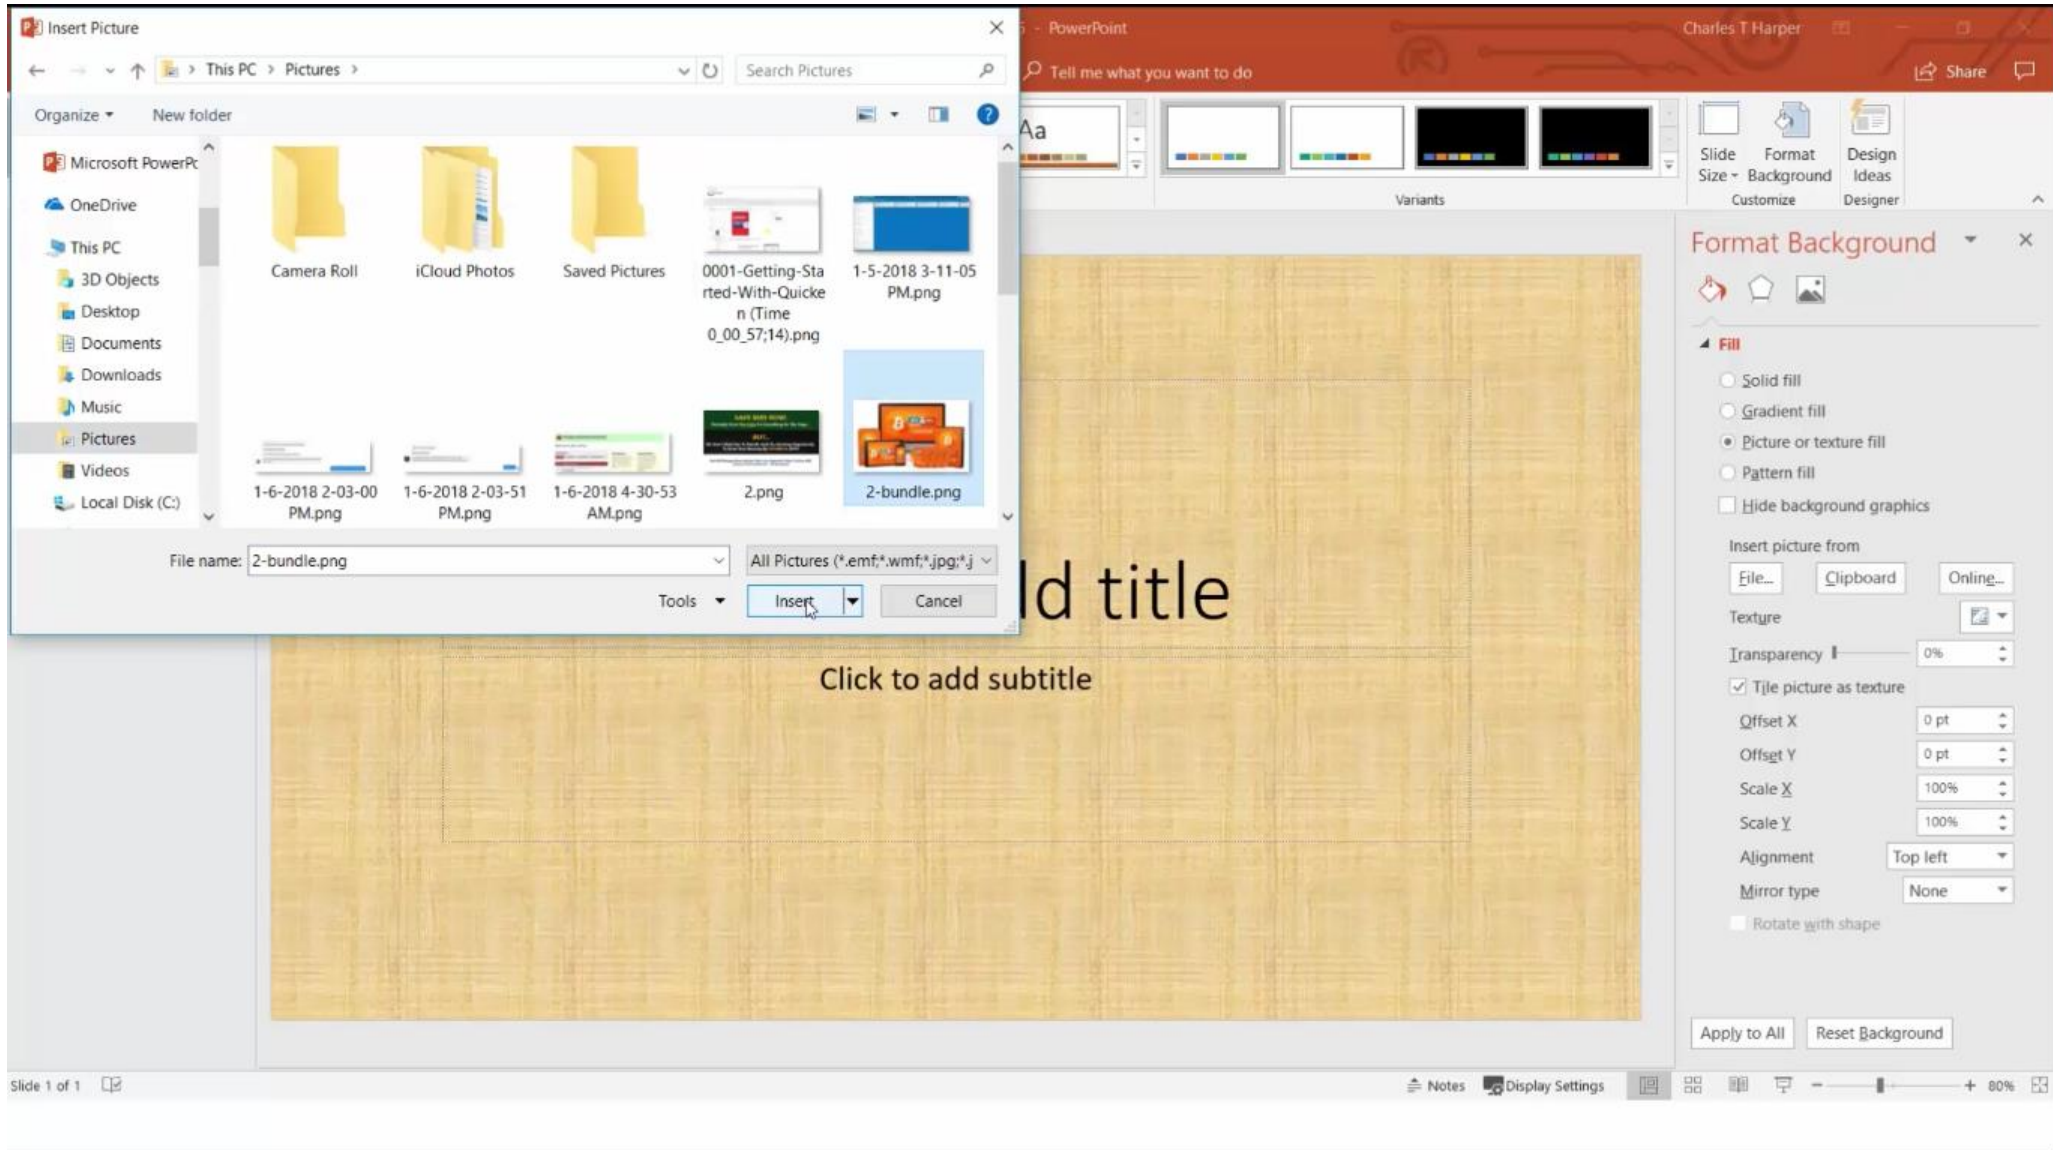 Insert Picture
This PC > Pictures >
Search Pictures
Organize
New folder
Microsoft PowerPc
OneDrive
This PC
3D Objects
Desktop
Documents
Downloads
Music
Pictures
Videos
Local Disk (C:)
Camera Roll
iCloud Photos
Saved Pictures
0001-Getting-Sta
rted-With-Quicke
n (Time
0_00_57;14).png
1-5-2018 3-11-05
PM.png
1-6-2018 2-03-00
PM.png
1-6-2018 2-03-51
PM.png
1-6-2018 4-30-53
AM.png
2.png
2-bundle.png
File name: 2-bundle.png
All Pictures (*.emf;*.wmf;*.jpg;*.j
Tools
Insert
Cancel
- PowerPoint
Charles T Harper
Tell me what you want to do
Share
Aa
Variants
Slide
Size
Format
Background
Customize
Design
Ideas
Designer
ld title
Click to add subtitle
Format Background
Fill
Solid fill
Gradient fill
Picture or texture fill
Pattern fill
Hide background graphics
Insert picture from
File...
Clipboard
Online...
Texture
Transparency
0%
Tile picture as texture
Offset X
0 pt
Offset Y
0 pt
Scale X
100%
Scale Y
100%
Alignment
Top left
Mirror type
None
Rotate with shape
Apply to All
Reset Background
Slide 1 of 1
Notes
Display Settings
80%